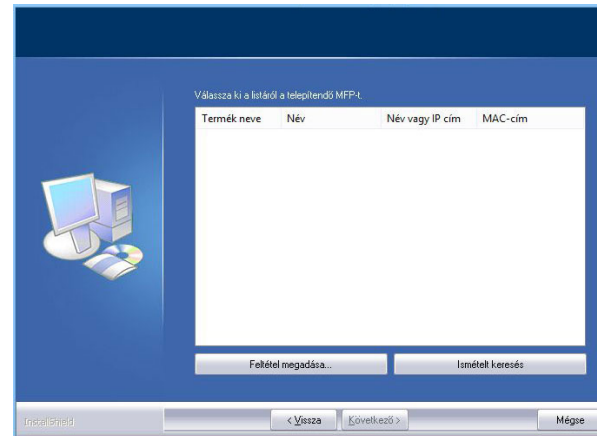 Válassza ki a listáról a telepítendő MFP-t.
Termék neve Név Név vagy IP cím MAC-cím
Feltétel megadása... Ismételt keresés
InstallShield
< Vissza Következő > Mégse